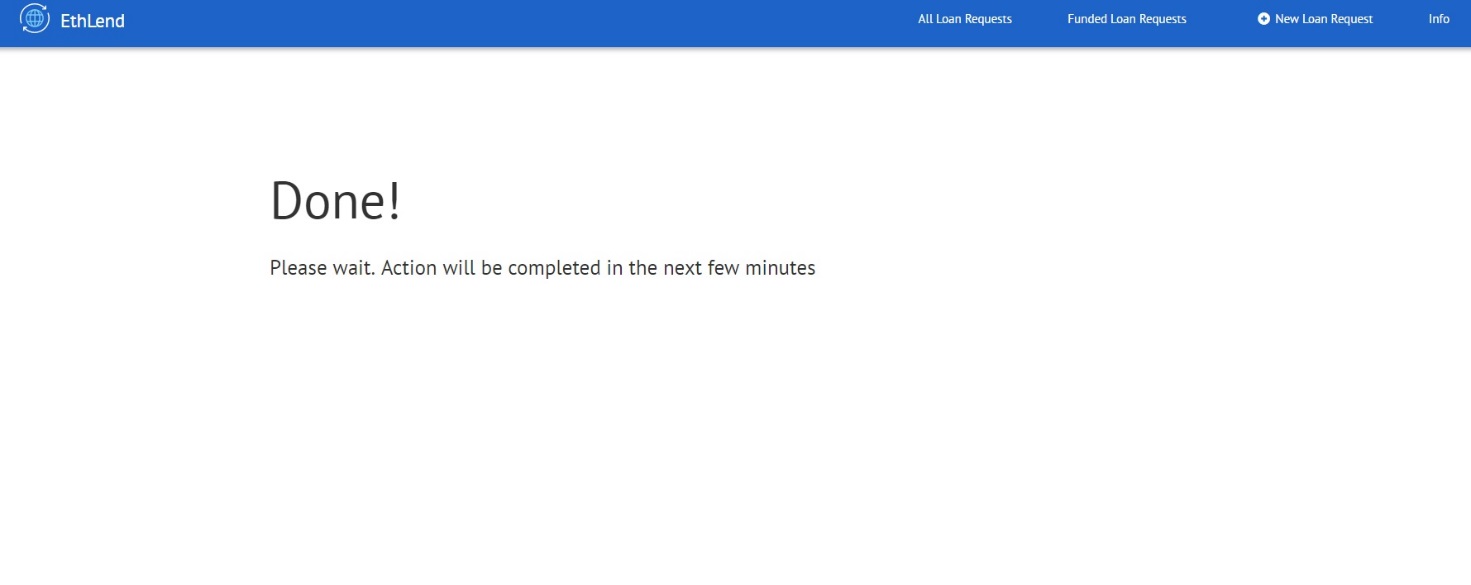 EthLend
All Loan Requests
Funded Loan Requests
New Loan Request
Info
Done!
Please wait. Action will be completed in the next few minutes